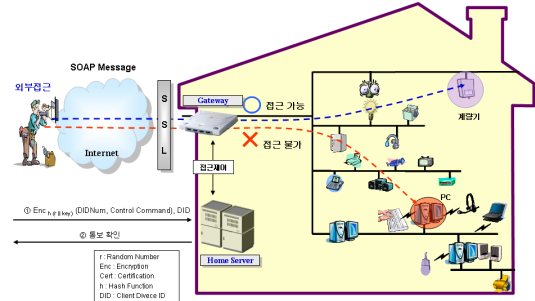 SOAP Message
외부접근
Internet
S
S
L
Gateway
접근 가능
접근 불가
계량기
접근제어
PC
Home Server
① Enc h(r∥key) (DIDNum, Control Command), DID
② 통보 확인
r : Random Number
Enc : Encryption
Cert : Certification
h : Hash Function
DID : Client Divece ID